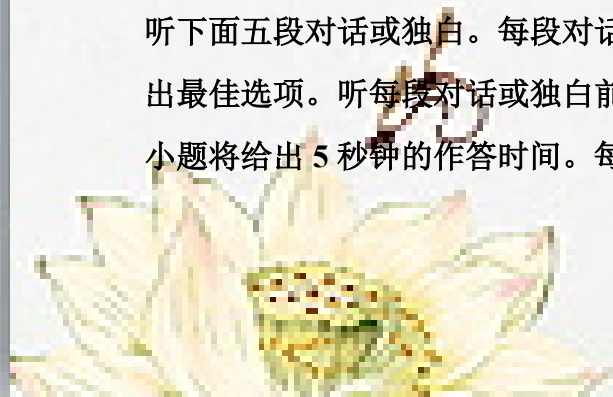 听下面五段对话或独白。每段对话
出最佳选项。听每段对话或独白前
小题将给出 5 秒钟的作答时间。每